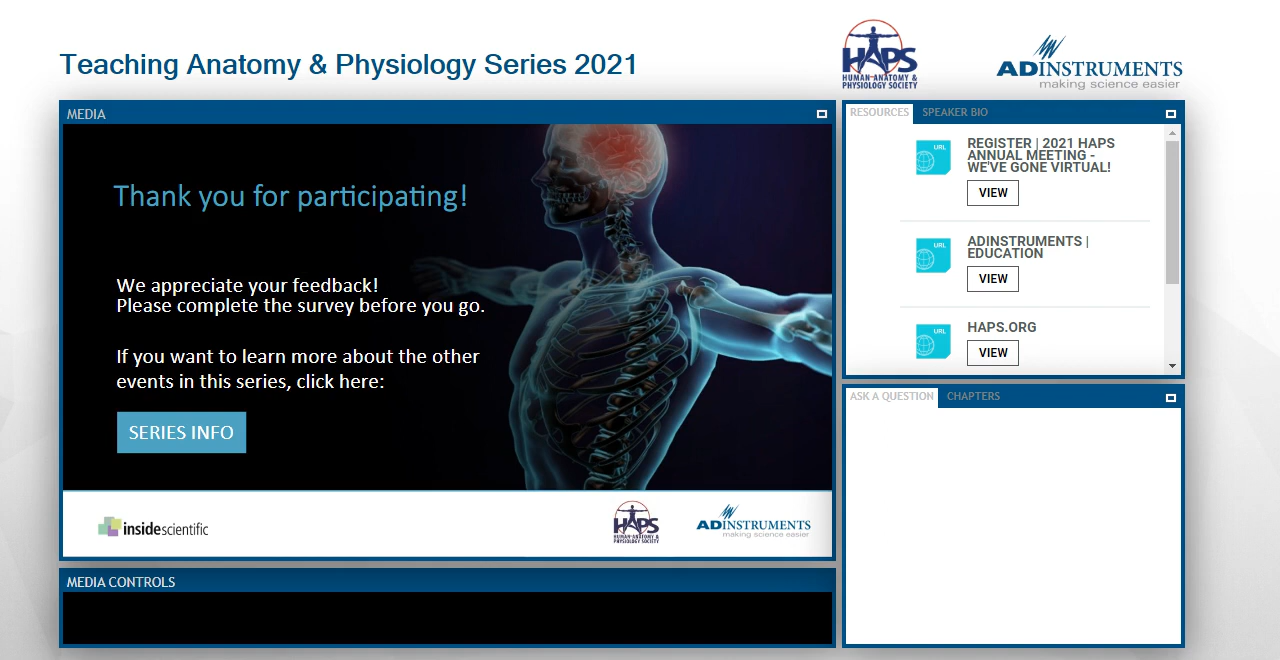 Teaching Anatomy & Physiology Series 2021
HAPS
HUMAN ANATOMY &
PHYSIOLOGY SOCIETY
ADINSTRUMENTS
making science easier
MEDIA
Thank you for participating!
We appreciate your feedback!
Please complete the survey before you go.
If you want to learn more about the other
events in this series, click here:
SERIES INFO
insidescientific
HAPS
HUMAN ANATOMY &
PHYSIOLOGY SOCIETY
ADINSTRUMENTS
making science easier
MEDIA CONTROLS
RESOURCES
SPEAKER BIO
URL
REGISTER | 2021 HAPS
ANNUAL MEETING -
WE'VE GONE VIRTUAL!
VIEW
URL
ADINSTRUMENTS |
EDUCATION
VIEW
URL
HAPS.ORG
VIEW
ASK A QUESTION
CHAPTERS